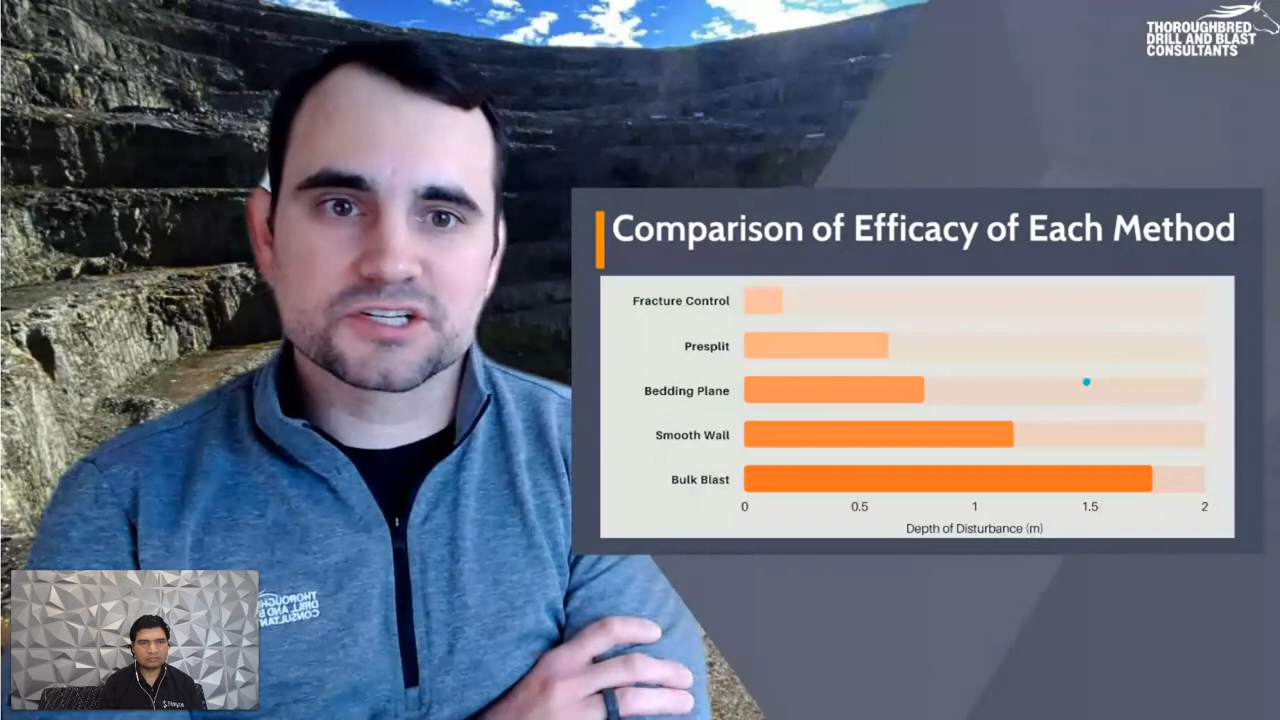 THOROUGHBRED
DRILL AND BLAST
CONSULTANTS
Comparison of Efficacy of Each Method
Fracture Control
Presplit
Bedding Plane
Smooth Wall
Bulk Blast
0 0.5 1 1.5 2
Depth of Disturbance (m)